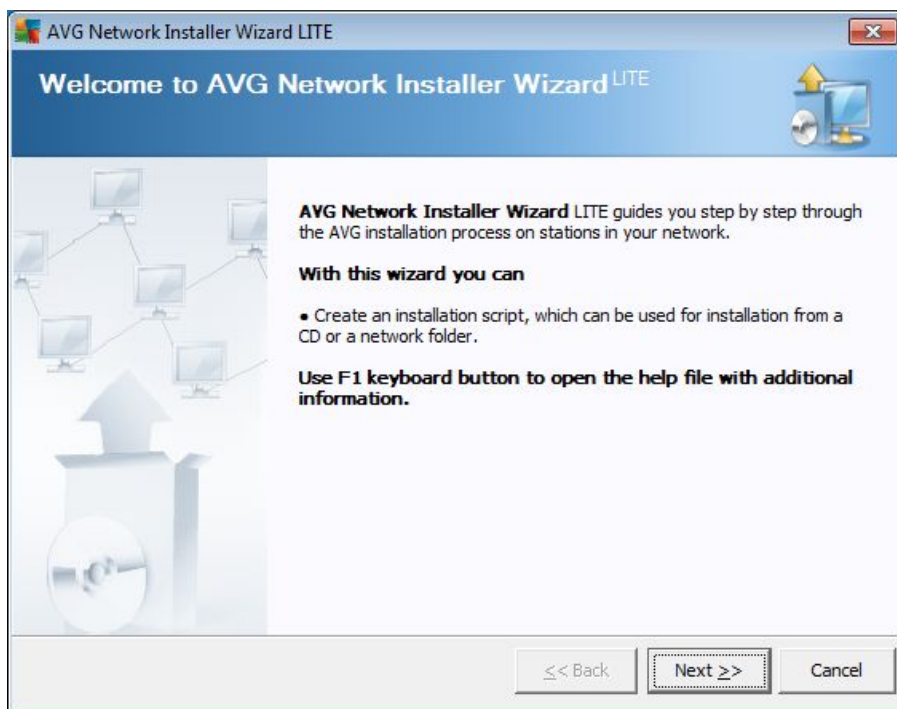 AVG Network Installer Wizard LITE
Welcome to AVG Network Installer Wizard LITE
AVG Network Installer Wizard LITE guides you step by step through
the AVG installation process on stations in your network.
With this wizard you can
● Create an installation script, which can be used for installation from a
CD or a network folder.
Use F1 keyboard button to open the help file with additional
information.
<< Back
Next >>
Cancel